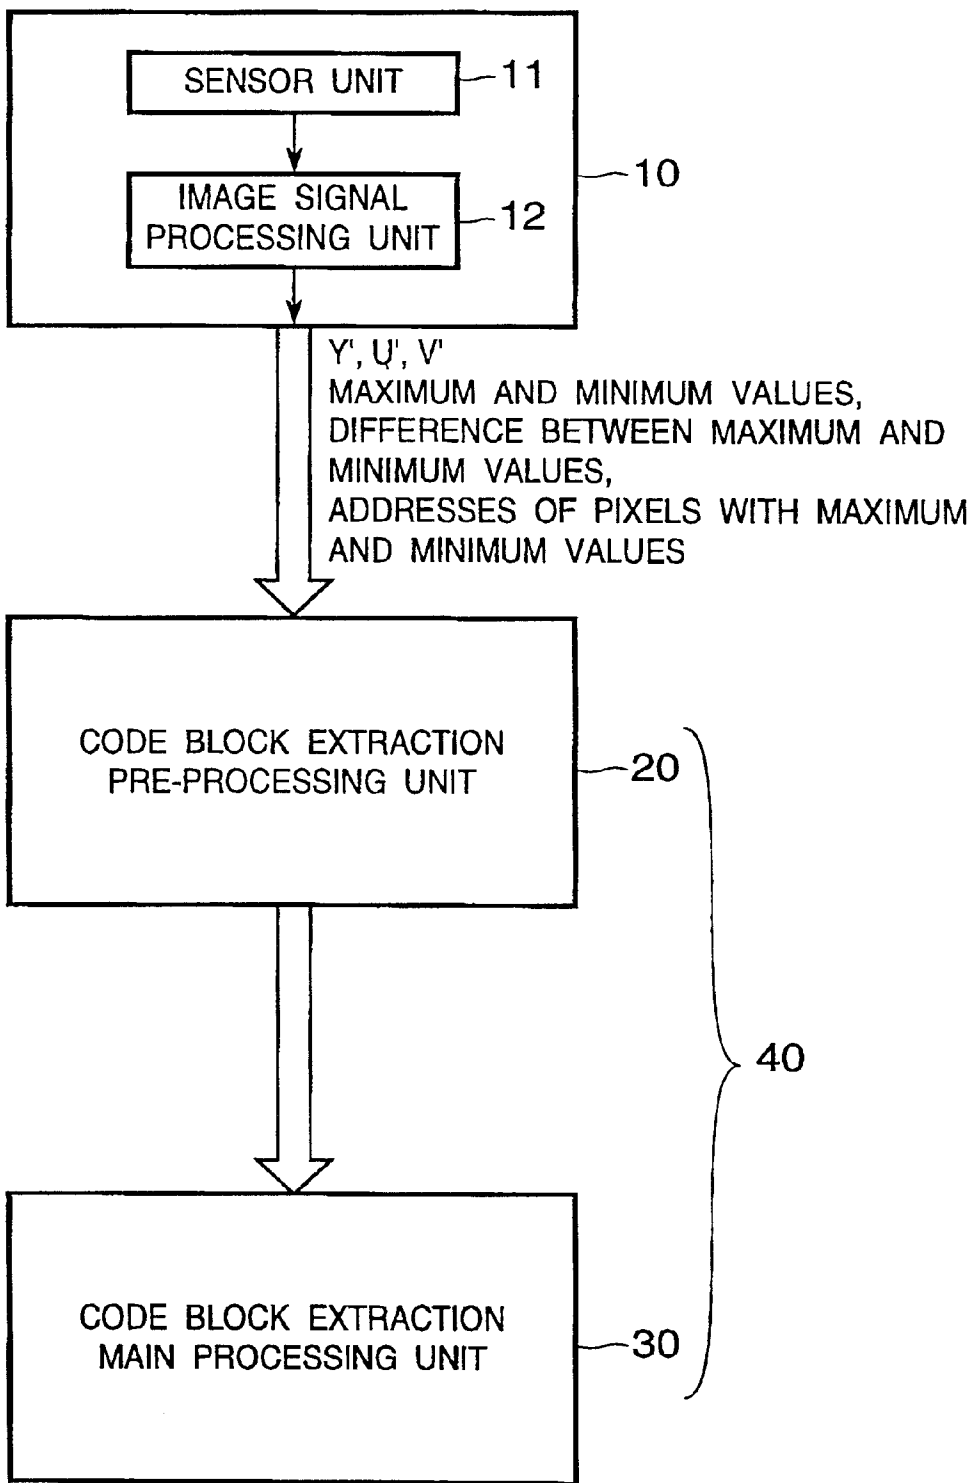 SENSOR UNIT
11
IMAGE SIGNAL
PROCESSING UNIT
12
10
Y', U', V'
MAXIMUM AND MINIMUM VALUES,
DIFFERENCE BETWEEN MAXIMUM AND
MINIMUM VALUES,
ADDRESSES OF PIXELS WITH MAXIMUM
AND MINIMUM VALUES
CODE BLOCK EXTRACTION
PRE-PROCESSING UNIT
20
40
CODE BLOCK EXTRACTION
MAIN PROCESSING UNIT
30